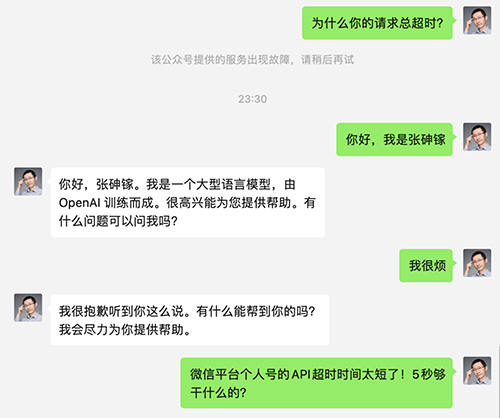 为什么你的请求总超时?
该公众号提供的服务出现故障，请稍后再试
23:30
你好，我是张砷镓
你好，张砷镓。我是一个大型语言模型，由
OpenAI 训练而成。很高兴能为您提供帮助。有
什么问题可以问我吗?
我很烦
我很抱歉听到你这么说。有什么能帮到你的吗?
我会尽力为你提供帮助。
微信平台个人号的API超时时间太短了！5秒够
干什么的?